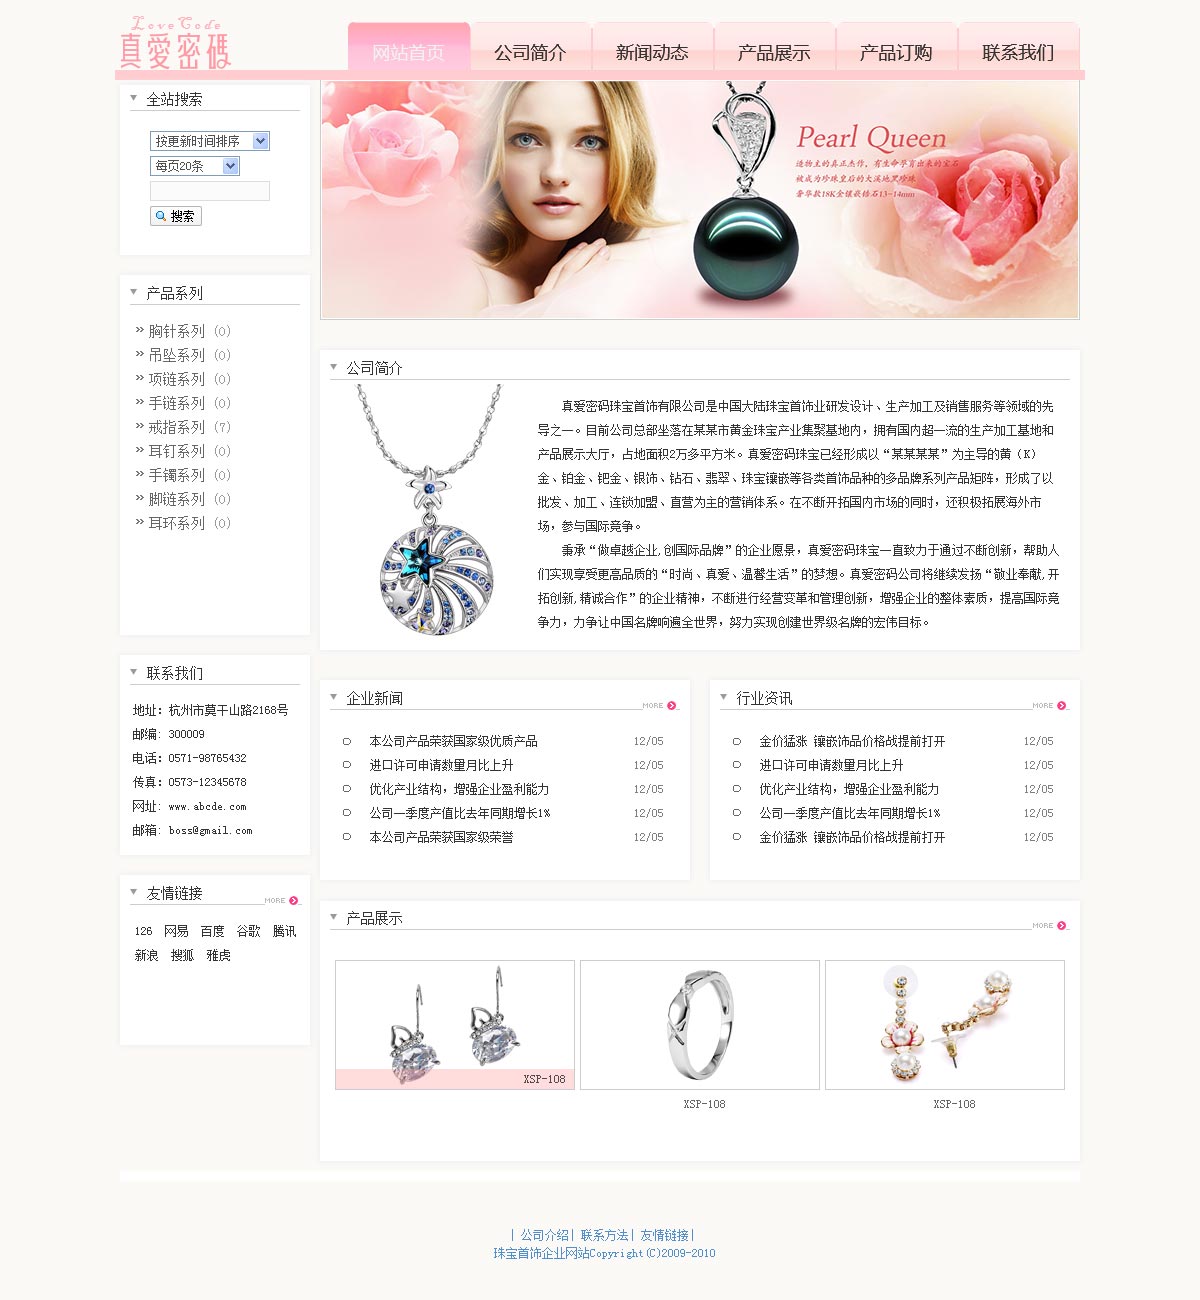 LoveCode
真愛密碼
网站首页 公司简介 新闻动态 产品展示 产品订购 联系我们
全站搜索
按更新时间排序
每页20条
搜索
Pearl Queen
造物主的真正杰作，有生命孕育出来的宝石
被成为珍珠皇后的大溪地黑珍珠
奢华款18K金镶嵌钻石13-14mm
产品系列
胸针系列 (0)
吊坠系列 (0)
项链系列 (0)
手链系列 (0)
戒指系列 (7)
耳钉系列 (0)
手镯系列 (0)
脚链系列 (0)
耳环系列 (0)
公司简介
真爱密码珠宝首饰有限公司是中国大陆珠宝首饰业研发设计、生产加工及销售服务等领域的先
导之一。目前公司总部坐落在某某市黄金珠宝产业集聚基地内，拥有国内超一流的生产加工基地和
产品展示大厅，占地面积2万多平方米。真爱密码珠宝已经形成以“某某某某”为主导的黄（K）
金、铂金、钯金、银饰、钻石、翡翠、珠宝镶嵌等各类首饰品种的多品牌系列产品矩阵，形成了以
批发、加工、连锁加盟、直营为主的营销体系。在不断开拓国内市场的同时，还积极拓展海外市
场，参与国际竞争。
秉承“做卓越企业,创国际品牌”的企业愿景，真爱密码珠宝一直致力于通过不断创新，帮助人
们实现享受更高品质的“时尚、真爱、温馨生活”的梦想。真爱密码公司将继续发扬“敬业奉献,开
拓创新,精诚合作”的企业精神，不断进行经营变革和管理创新，增强企业的整体素质，提高国际竞
争力，力争让中国名牌响遍全世界，努力实现创建世界级名牌的宏伟目标。
联系我们
地址：杭州市莫干山路2168号
邮编：300009
电话：0571-98765432
传真：0573-12345678
网址：www.abcde.com
邮箱：boss@gmail.com
企业新闻 MORE
本公司产品荣获国家级优质产品 12/05
进口许可申请数量月比上升 12/05
优化产业结构，增强企业盈利能力 12/05
公司一季度产值比去年同期增长1% 12/05
本公司产品荣获国家级荣誉 12/05
行业资讯 MORE
金价猛涨 镶嵌饰品价格战提前打开 12/05
进口许可申请数量月比上升 12/05
优化产业结构，增强企业盈利能力 12/05
公司一季度产值比去年同期增长1% 12/05
金价猛涨 镶嵌饰品价格战提前打开 12/05
友情链接 MORE
126 网易 百度 谷歌 腾讯
新浪 搜狐 雅虎
产品展示 MORE
XSP-108
XSP-108
XSP-108
| 公司介绍| 联系方法| 友情链接|
珠宝首饰企业网站Copyright(C)2009-2010